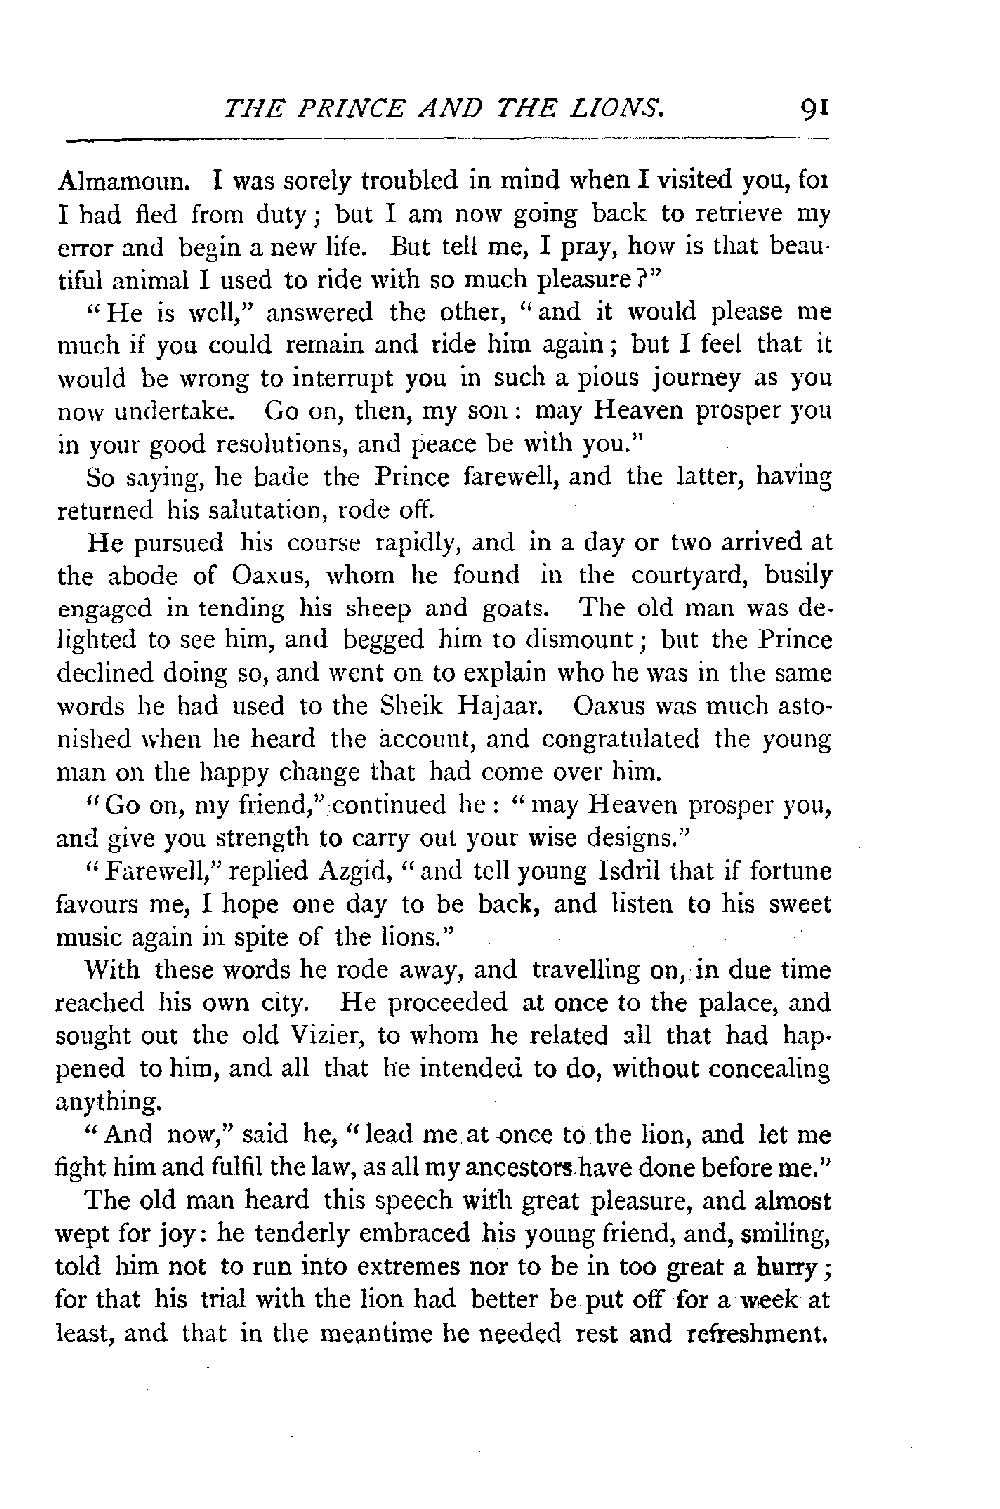 THE PRINCE AND THE LIONS. 91
Almamoun. I was sorely troubled in mind when I visited you, for
I had fled from duty; but I am now going back to retrieve my
error and begin a new life. But tell me, I pray, how is that beau-
tiful animal I used to ride with so much pleasure?"
"He is well," answered the other, "and it would please me
much if you could remain and ride him again; but I feel that it
would be wrong to interrupt you in such a pious journey as you
now undertake. Go on, then, my son: may Heaven prosper you
in your good resolutions, and peace be with you."
So saying, he bade the Prince farewell, and the latter, having
returned his salutation, rode off.
He pursued his course rapidly, and in a day or two arrived at
the abode of Oaxus, whom he found in the courtyard, busily
engaged in tending his sheep and goats. The old man was de-
lighted to see him, and begged him to dismount; but the Prince
declined doing so, and went on to explain who he was in the same
words he had used to the Sheik Hajaar. Oaxus was much asto-
nished when he heard the account, and congratulated the young
man on the happy change that had come over him.
"Go on, my friend," continued he: "may Heaven prosper you,
and give you strength to carry out your wise designs."
"Farewell," replied Azgid, "and tell young Isdril that if fortune
favours me, I hope one day to be back, and listen to his sweet
music again in spite of the lions."
With these words he rode away, and travelling on, in due time
reached his own city. He proceeded at once to the palace, and
sought out the old Vizier, to whom he related all that had hap-
pened to him, and all that he intended to do, without concealing
anything.
"And now," said he, "lead me at once to the lion, and let me
fight him and fulfil the law, as all my ancestors have done before me."
The old man heard this speech with great pleasure, and almost
wept for joy: he tenderly embraced his young friend, and, smiling,
told him not to run into extremes nor to be in too great a hurry;
for that his trial with the lion had better be put off for a week at
least, and that in the meantime he needed rest and refreshment.